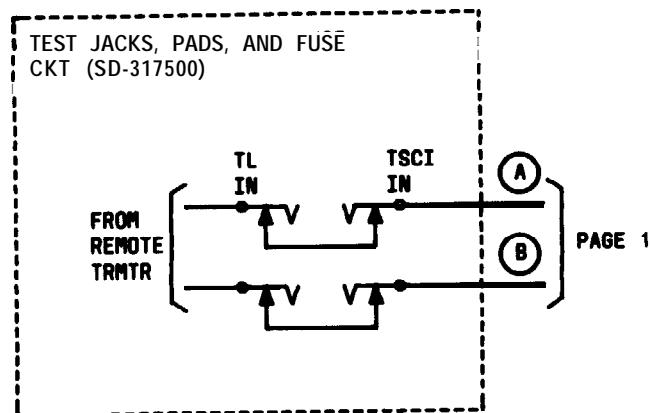 TEST JACKS, PADS, AND FUSE
CKT (SD-317500)
TL
IN
TSCI
IN
A
FROM
REMOTE
TRMTR
B
PAGE 1